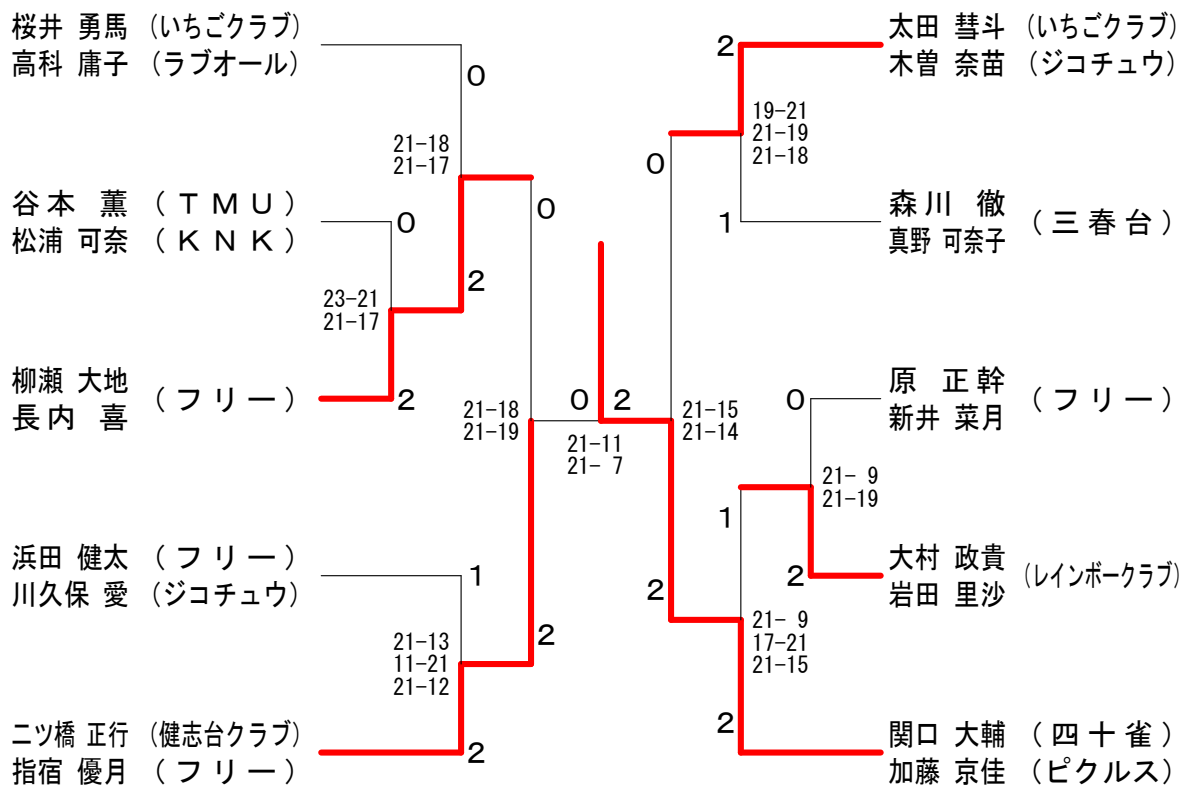 桜井 勇馬 (いちごクラブ)
高科 庸子 (ラブオール)
0
21-18
21-17
谷本 薫 (TMU)
松浦 可奈 (KNK)
0
2
23-21
21-17
柳瀬 大地
長内 喜
(フリー)
2
0
21-18
21-19
浜田 健太 (フリー)
川久保 愛 (ジコチュウ)
1
21-13
11-21
21-12
2
二ツ橋 正行 (健志台クラブ)
指宿 優月 (フリー)
2
0
2
21-11
21- 7
太田 彗斗 (いちごクラブ)
木曽 奈苗 (ジコチュウ)
2
19-21
21-19
21-18
0
森川 徹
真野 可奈子
(三春台)
1
21-15
21-14
原 正幹
新井 菜月
(フリー)
0
21- 9
21-19
1
大村 政貴
岩田 里沙
(レインボークラブ)
2
2
21- 9
17-21
21-15
関口 大輔 (四十雀)
加藤 京佳 (ピクルス)
2